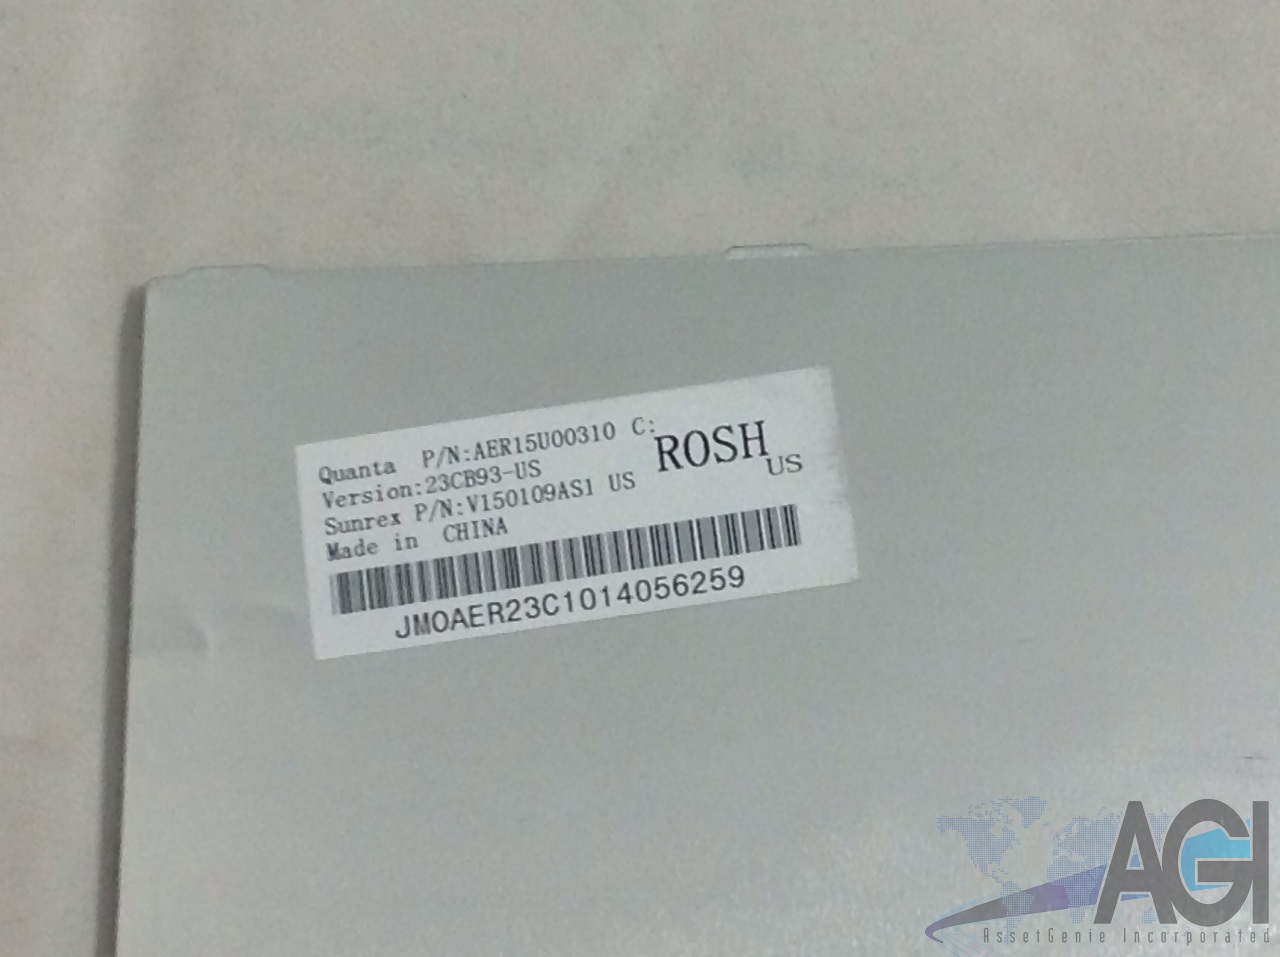 Quanta P/N:AER15U00310 C:
Version:23CB93-US
Sunrex P/N:V150109AS1 US
ROSH
US
Made in CHINA
JMOAER23C1014056259
AGI
AssetGenie Incorporated